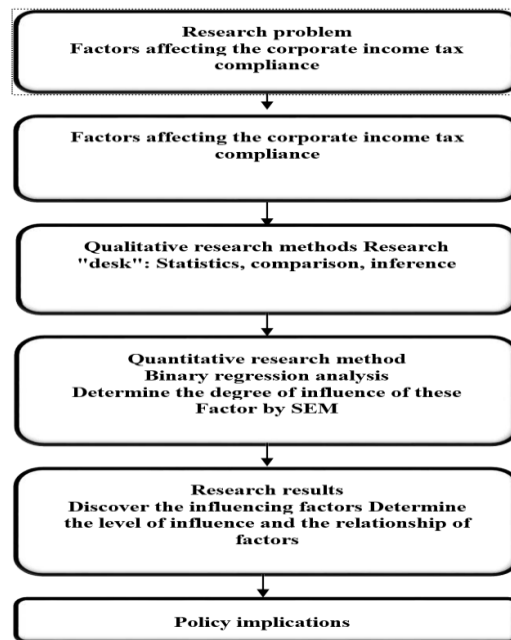 Research problem
Factors affecting the corporate income tax
compliance
Factors affecting the corporate income tax
compliance
Qualitative research methods Research
"desk": Statistics, comparison, inference
Quantitative research method
Binary regression analysis
Determine the degree of influence of these
Factor by SEM
Research results
Discover the influencing factors Determine
the level of influence and the relationship of
factors
Policy implications